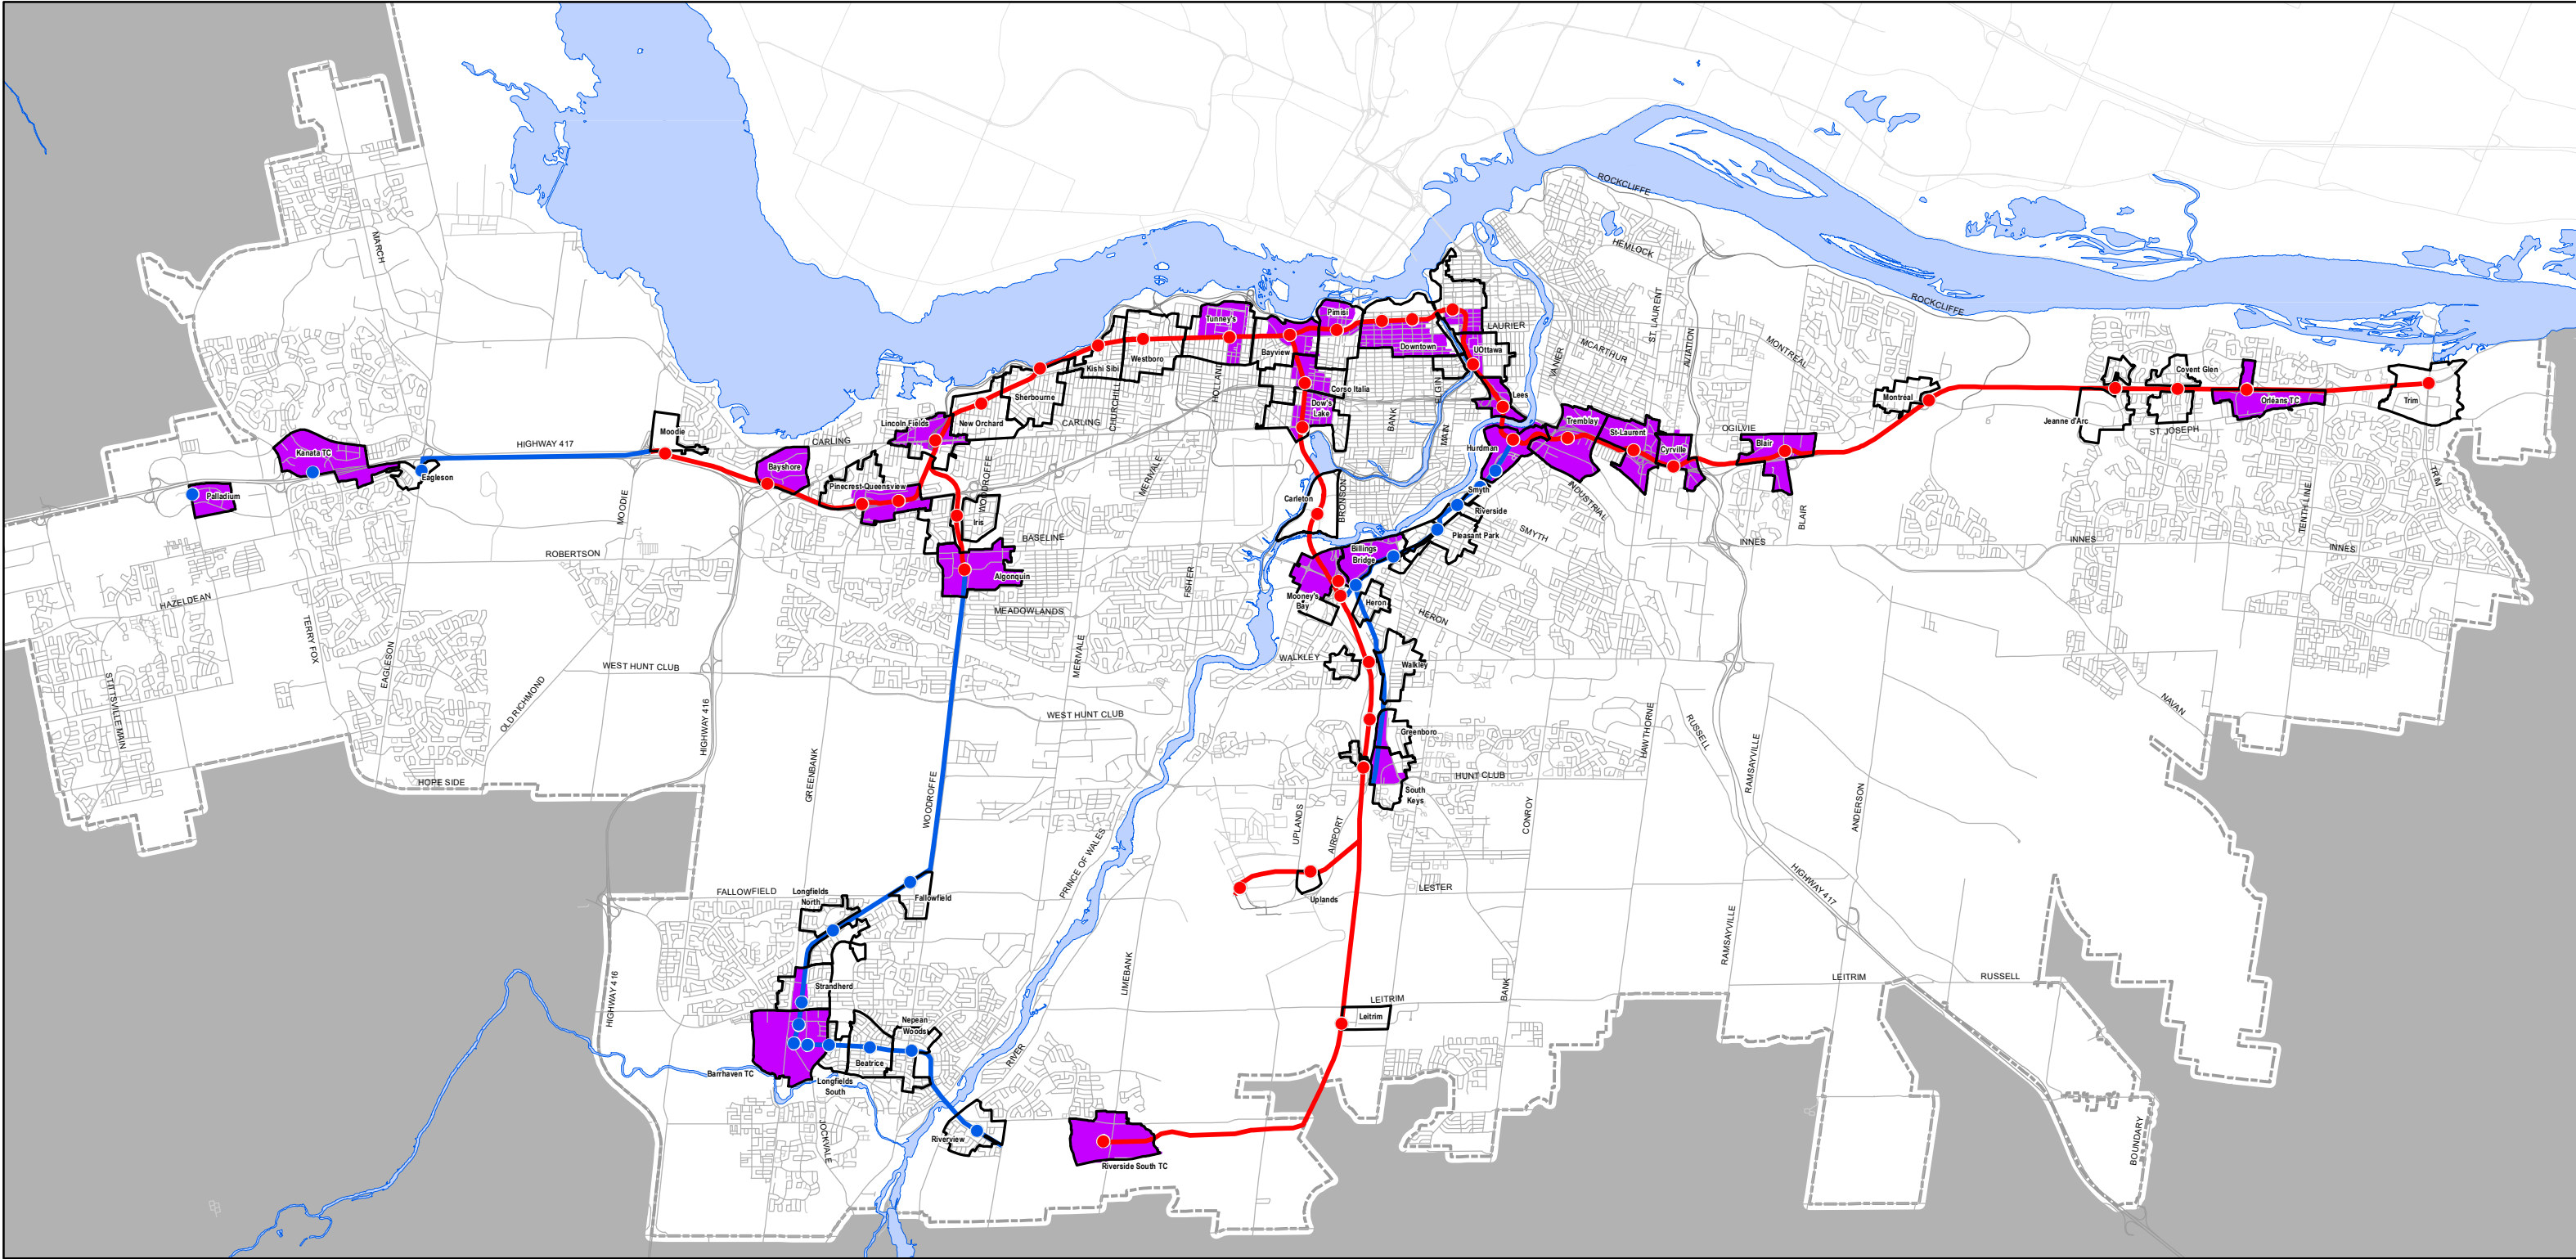 ROCKCLIFFE
HEMLOCK
MARCH
ROCKCLIFFE
ST. LAURENT
AVIATION
MONTREAL
MCARTHUR
VANIER
LAURIER
Tunney's
Pimisi
Bayview
Downtown
UOttawa
Westboro
Kishi Sibi
Sherbourne
Corso Italia
Dow's
Lake
Lees
HOLLAND
CHURCHILL
CARLING
ELGIN
BANK
MAIN
Montréal
Jeanne d'Arc
Covent Glen
Orléans TC
Trim
ST. JOSEPH
Lincoln Fields
New Orchard
CARLING
Moodie
HIGHWAY 417
Kanata TC
Eagleson
Palladium
Bayshore
Pinecrest-Queensview
WOODROFFE
MERIVALE
Iris
Tremblay
St-Laurent
Cyrville
OGILVIE
Blair
Hurdman
Smyth
Riverside
Pleasant Park
INDUSTRIAL
SMYTH
BLAIR
TRIM
TENTH LINE
INNES
INNES
INNES
Carleton
BRONSON
Billings
Bridge
Mooney's
Bay
Heron
HERON
MOODIE
ROBERTSON
BASELINE
Algonquin
FISHER
MEADOWLANDS
HAZELDEAN
TERRY FOX
EAGLESON
MERIVALE
WEST HUNT CLUB
WALKLEY
Walkley
STITTSVILLE MAIN
OLD RICHMOND
HIGHWAY 416
WEST HUNT CLUB
Greenboro
HAWTHORNE
RUSSELL
RAMSAYVILLE
NAVAN
HOPE SIDE
GREENBANK
WOODROFFE
HUNT CLUB
South
Keys
UPLANDS
AIRPORT
CONROY
ANDERSON
PRINCE OF WALES
FALLOWFIELD
Longfields
North
Fallowfield
LESTER
Uplands
HIGHWAY 417
RAMSAYVILLE
LIMEBANK
LEITRIM
RUSSELL
HIGHWAY 416
Strandherd
LEITRIM
Leitrim
BANK
Nepean
Woods
RIVER
Beatrice
Barrhaven TC
Longfields
South
JOCKVALE
Riverview
Riverside South TC
BOUNDARY